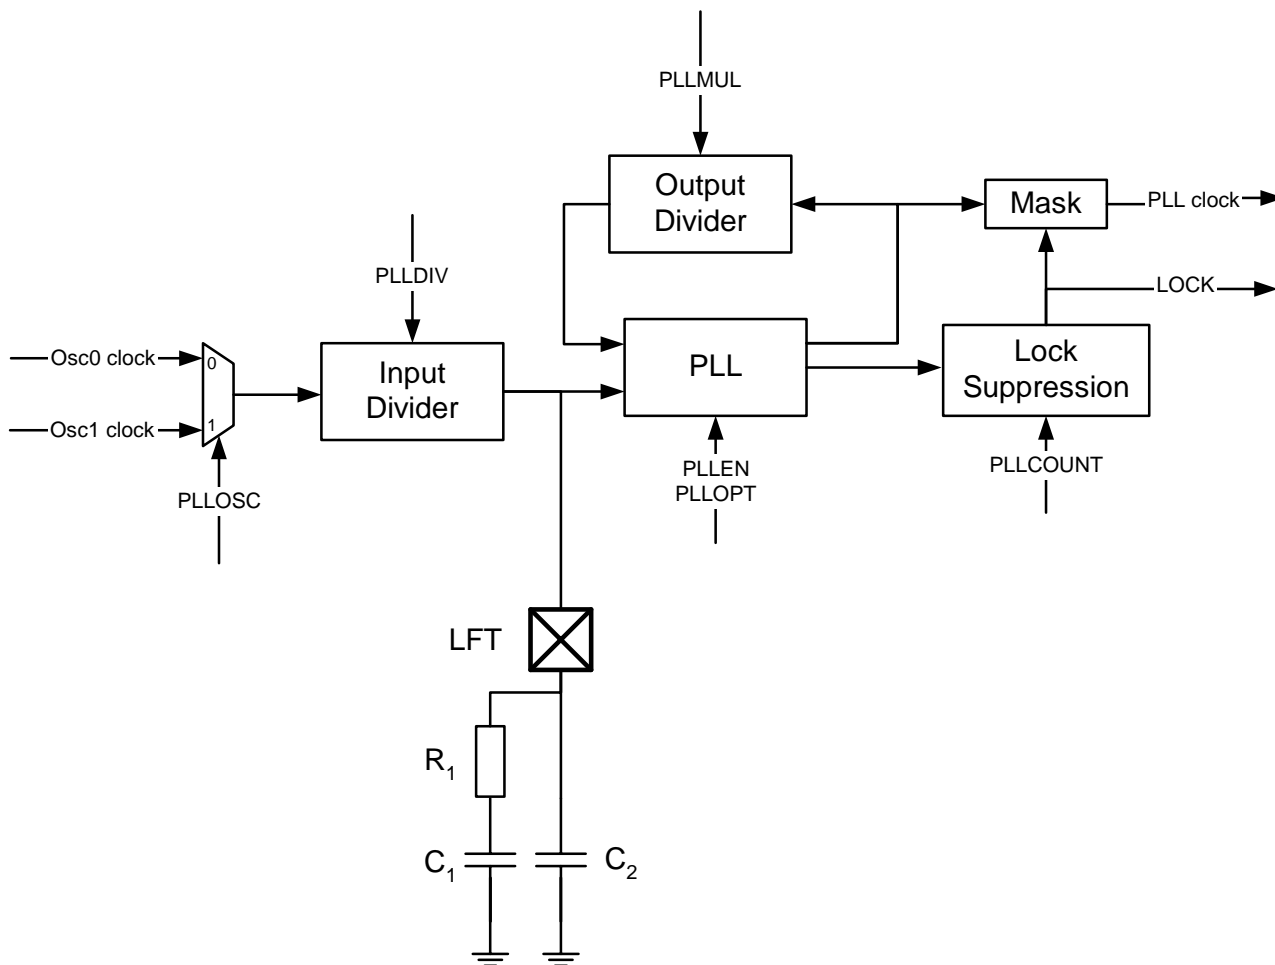 PLLMUL
Output
Divider
Mask
PLL clock
PLLDIV
LOCK
Osc0 clock
0
Input
Divider
PLL
Lock
Suppression
Osc1 clock
1
PLLOSC
PLLEN
PLLOPT
PLLCOUNT
LFT
R1
C1
C2